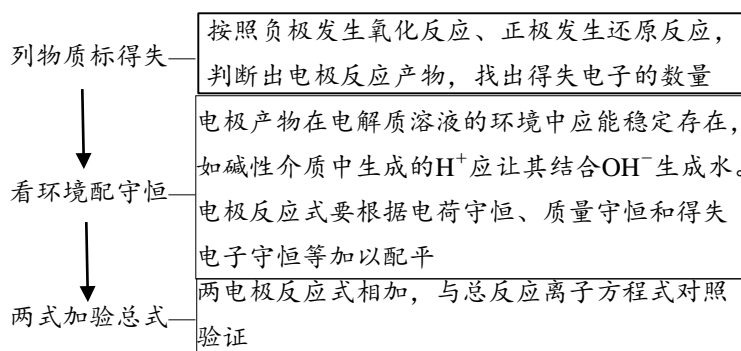 列物质标得失
按照负极发生氧化反应、正极发生还原反应，
判断出电极反应产物，找出得失电子的数量
看环境配守恒
电极产物在电解质溶液的环境中应能稳定存在，
如碱性介质中生成的H⁺应让其结合OH⁻生成水。
电极反应式要根据电荷守恒、质量守恒和得失
电子守恒等加以配平
两式加验总式
两电极反应式相加，与总反应离子方程式对照
验证